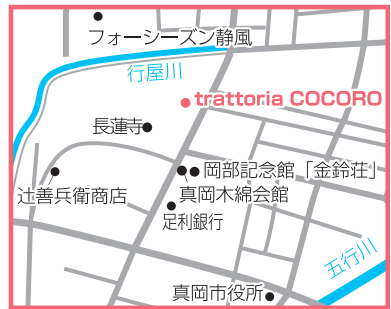 フォーシーズン静風
行屋川
trattoria COCORO
長蓮寺
岡部記念館「金鈴荘」
辻善兵衛商店
真岡木綿会館
足利銀行
五行川
真岡市役所